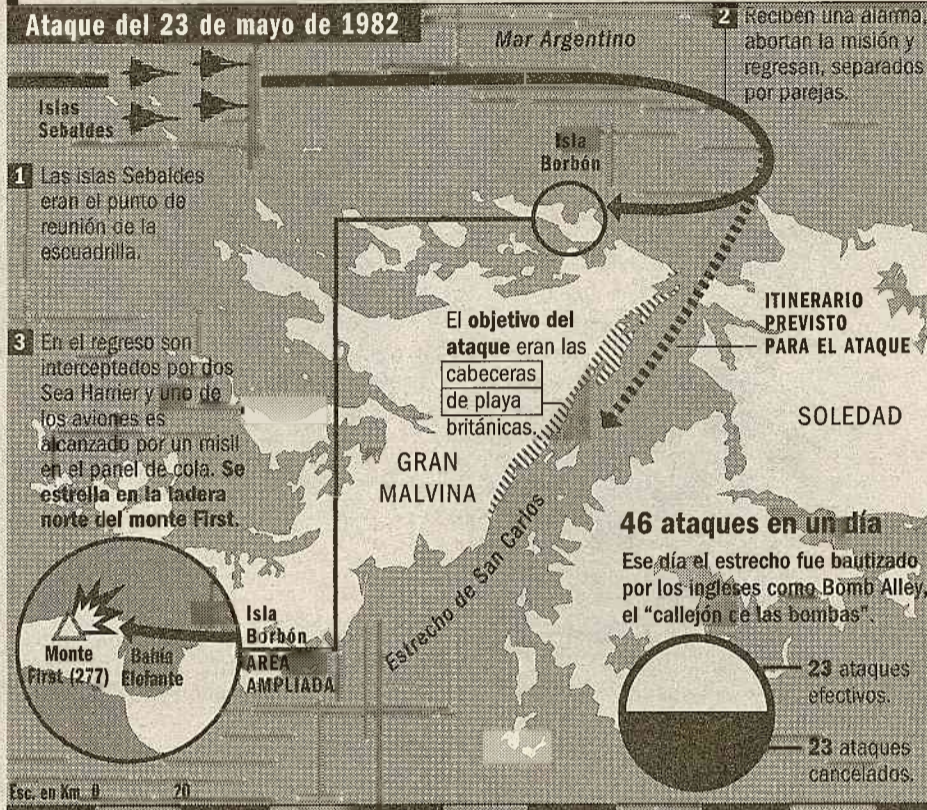 Ataque del 23 de mayo de 1982
Mar Argentino
Islas
Sebaldes
2 Reciben una alarma,
abortan la misión y
regresan, separados
por parejas.
Isla
Borbón
1 Las islas Sebaldes
eran el punto de
reunión de la
escuadrilla.
3 En el regreso son
interceptados por dos
Sea Harrier y uno de
los aviones es
alcanzado por un misil
en el panel de cola. Se
estrella en la ladera
norte del monte First.
El objetivo del
ataque eran las
cabeceras
de playa
británicas.
ITINERARIO
PREVISTO
PARA EL ATAQUE
SOLEDAD
GRAN
MALVINA
Estrecho de San Carlos
46 ataques en un día
Ese día el estrecho fue bautizado
por los ingleses como Bomb Alley,
el "callejón de las bombas".
23 ataques
efectivos.
23 ataques
cancelados.
Isla
Borbón
AREA
AMPLIADA
Monte
First (277)
Bahía
Elefante
Esc. en Km 0 20